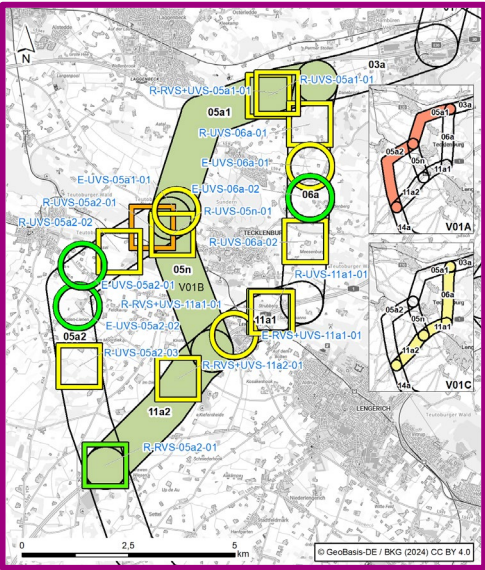 N
03a
R-RVS+UVS-05a1-01
R-UVS-05a1-01
05a1
R-UVS-06a-01
E-UVS-06a-01
E-UVS-05a1-01
E-UVS-06a-02
R-UVS-05a2-01
06a
R-UVS-05n-01
R-UVS-05a2-02
TECKLENBURG
R-UVS-06a-02
05n
R-UVS-11a1-01
E-UVS-05a2-01
V01B
R-RVS+UVS-11a1-01
11a1
E-UVS-05a2-02
E-RVS+UVS-11a1-01
05a2
R-UVS-05a2-03
R-RVS+UVS-11a2-01
11a2
LENGERICH
R-RVS-05a2-01
03a
05a1
06a
05a2
Tecklenburg
05n
11a1
11a2
14a
V01A
03a
05a1
06a
05a2
05n
11a1
11a2
14a
V01C
0 2,5 5
km
© GeoBasis-DE / BKG (2024) CC BY 4.0